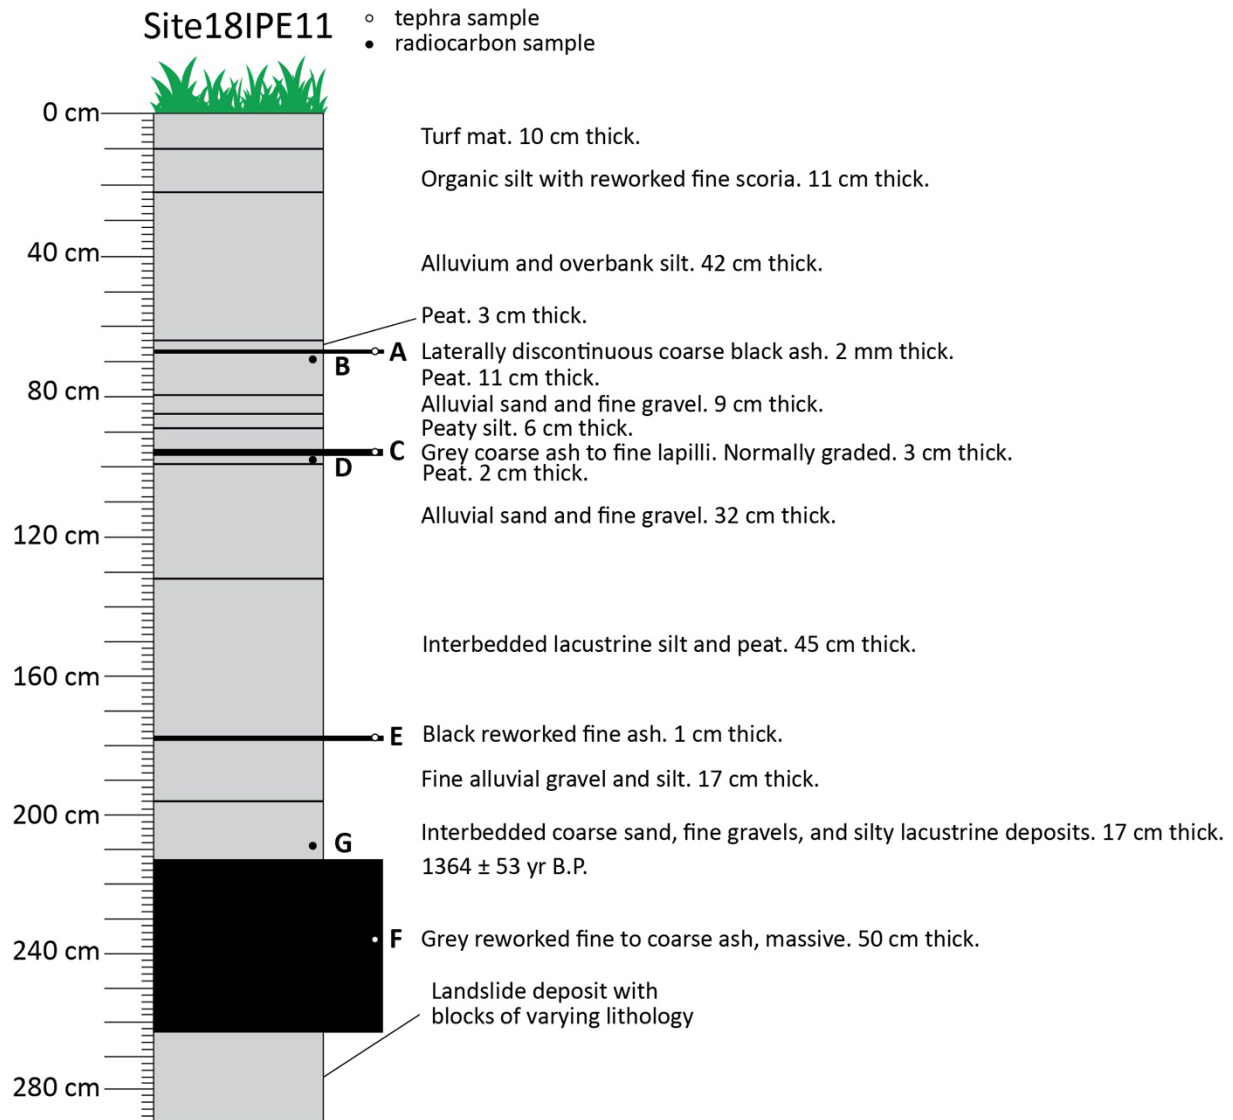 Site18IPE11
tephra sample
radiocarbon sample
0 cm
Turf mat. 10 cm thick.
Organic silt with reworked fine scoria. 11 cm thick.
40 cm
Alluvium and overbank silt. 42 cm thick.
Peat. 3 cm thick.
A Laterally discontinuous coarse black ash. 2 mm thick.
B
Peat. 11 cm thick.
80 cm
Alluvial sand and fine gravel. 9 cm thick.
Peaty silt. 6 cm thick.
C Grey coarse ash to fine lapilli. Normally graded. 3 cm thick.
D
Peat. 2 cm thick.
Alluvial sand and fine gravel. 32 cm thick.
120 cm
Interbedded lacustrine silt and peat. 45 cm thick.
160 cm
E Black reworked fine ash. 1 cm thick.
Fine alluvial gravel and silt. 17 cm thick.
200 cm
Interbedded coarse sand, fine gravels, and silty lacustrine deposits. 17 cm thick.
G
1364 ± 53 yr B.P.
F Grey reworked fine to coarse ash, massive. 50 cm thick.
240 cm
Landslide deposit with
blocks of varying lithology
280 cm